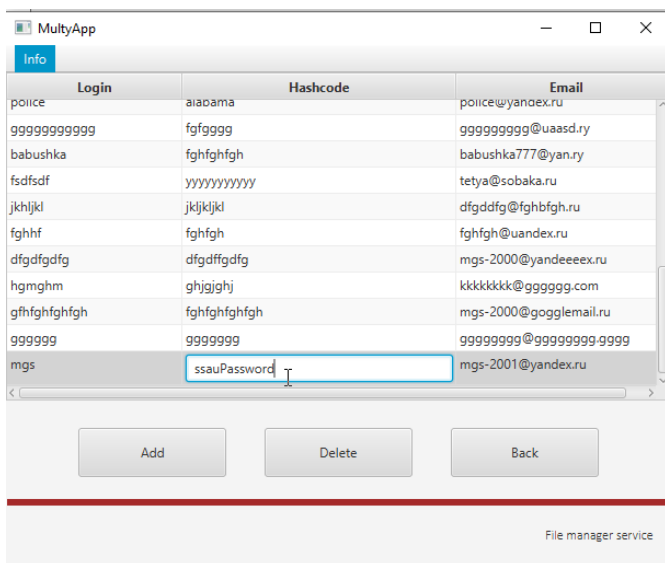 MultyApp
Info
Login Hashcode Email
police alabama police@yandex.ru
ggggggggggg fgfgggg ggggggggg@uaasd.ry
babushka fghfghfgh babushka777@yan.ry
fsdfsdf yyyyyyyyyyy tetya@sobaka.ru
jkhljkl jkljkljkl dfgddfg@fghbfgh.ru
fghhf fghfgh fghfgh@uandex.ru
dfgdfgdfg dfgdffgdfg mgs-2000@yandeeeex.ru
hgmghm ghjgjghj kkkkkkkk@gggggg.com
gfhfghfghfgh fghfghfghfgh mgs-2000@gogglemail.ru
gggggg ggggggg gggggggg@gggggggg.gggg
mgs ssauPassword mgs-2001@yandex.ru
Add Delete Back
File manager service